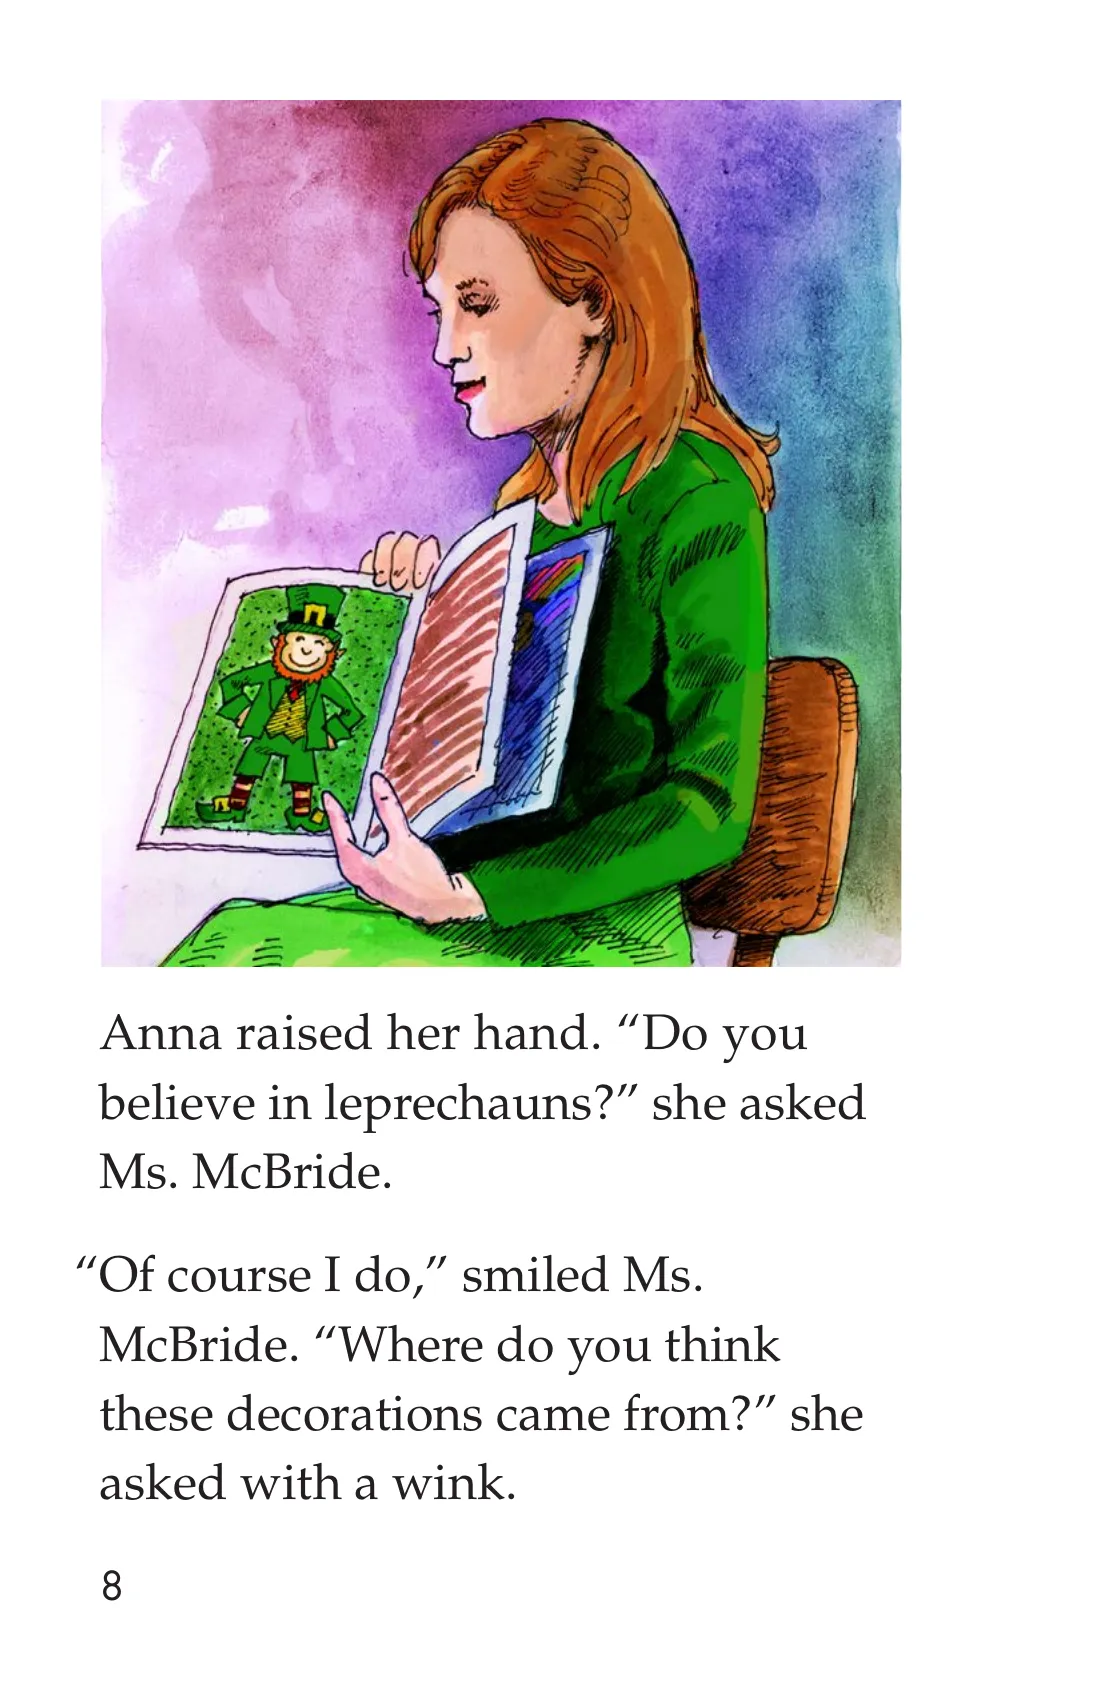 Anna raised her hand. “Do you
believe in leprechauns?” she asked
Ms. McBride.
“Of course I do,” smiled Ms.
McBride. “Where do you think
these decorations came from?” she
asked with a wink.
8